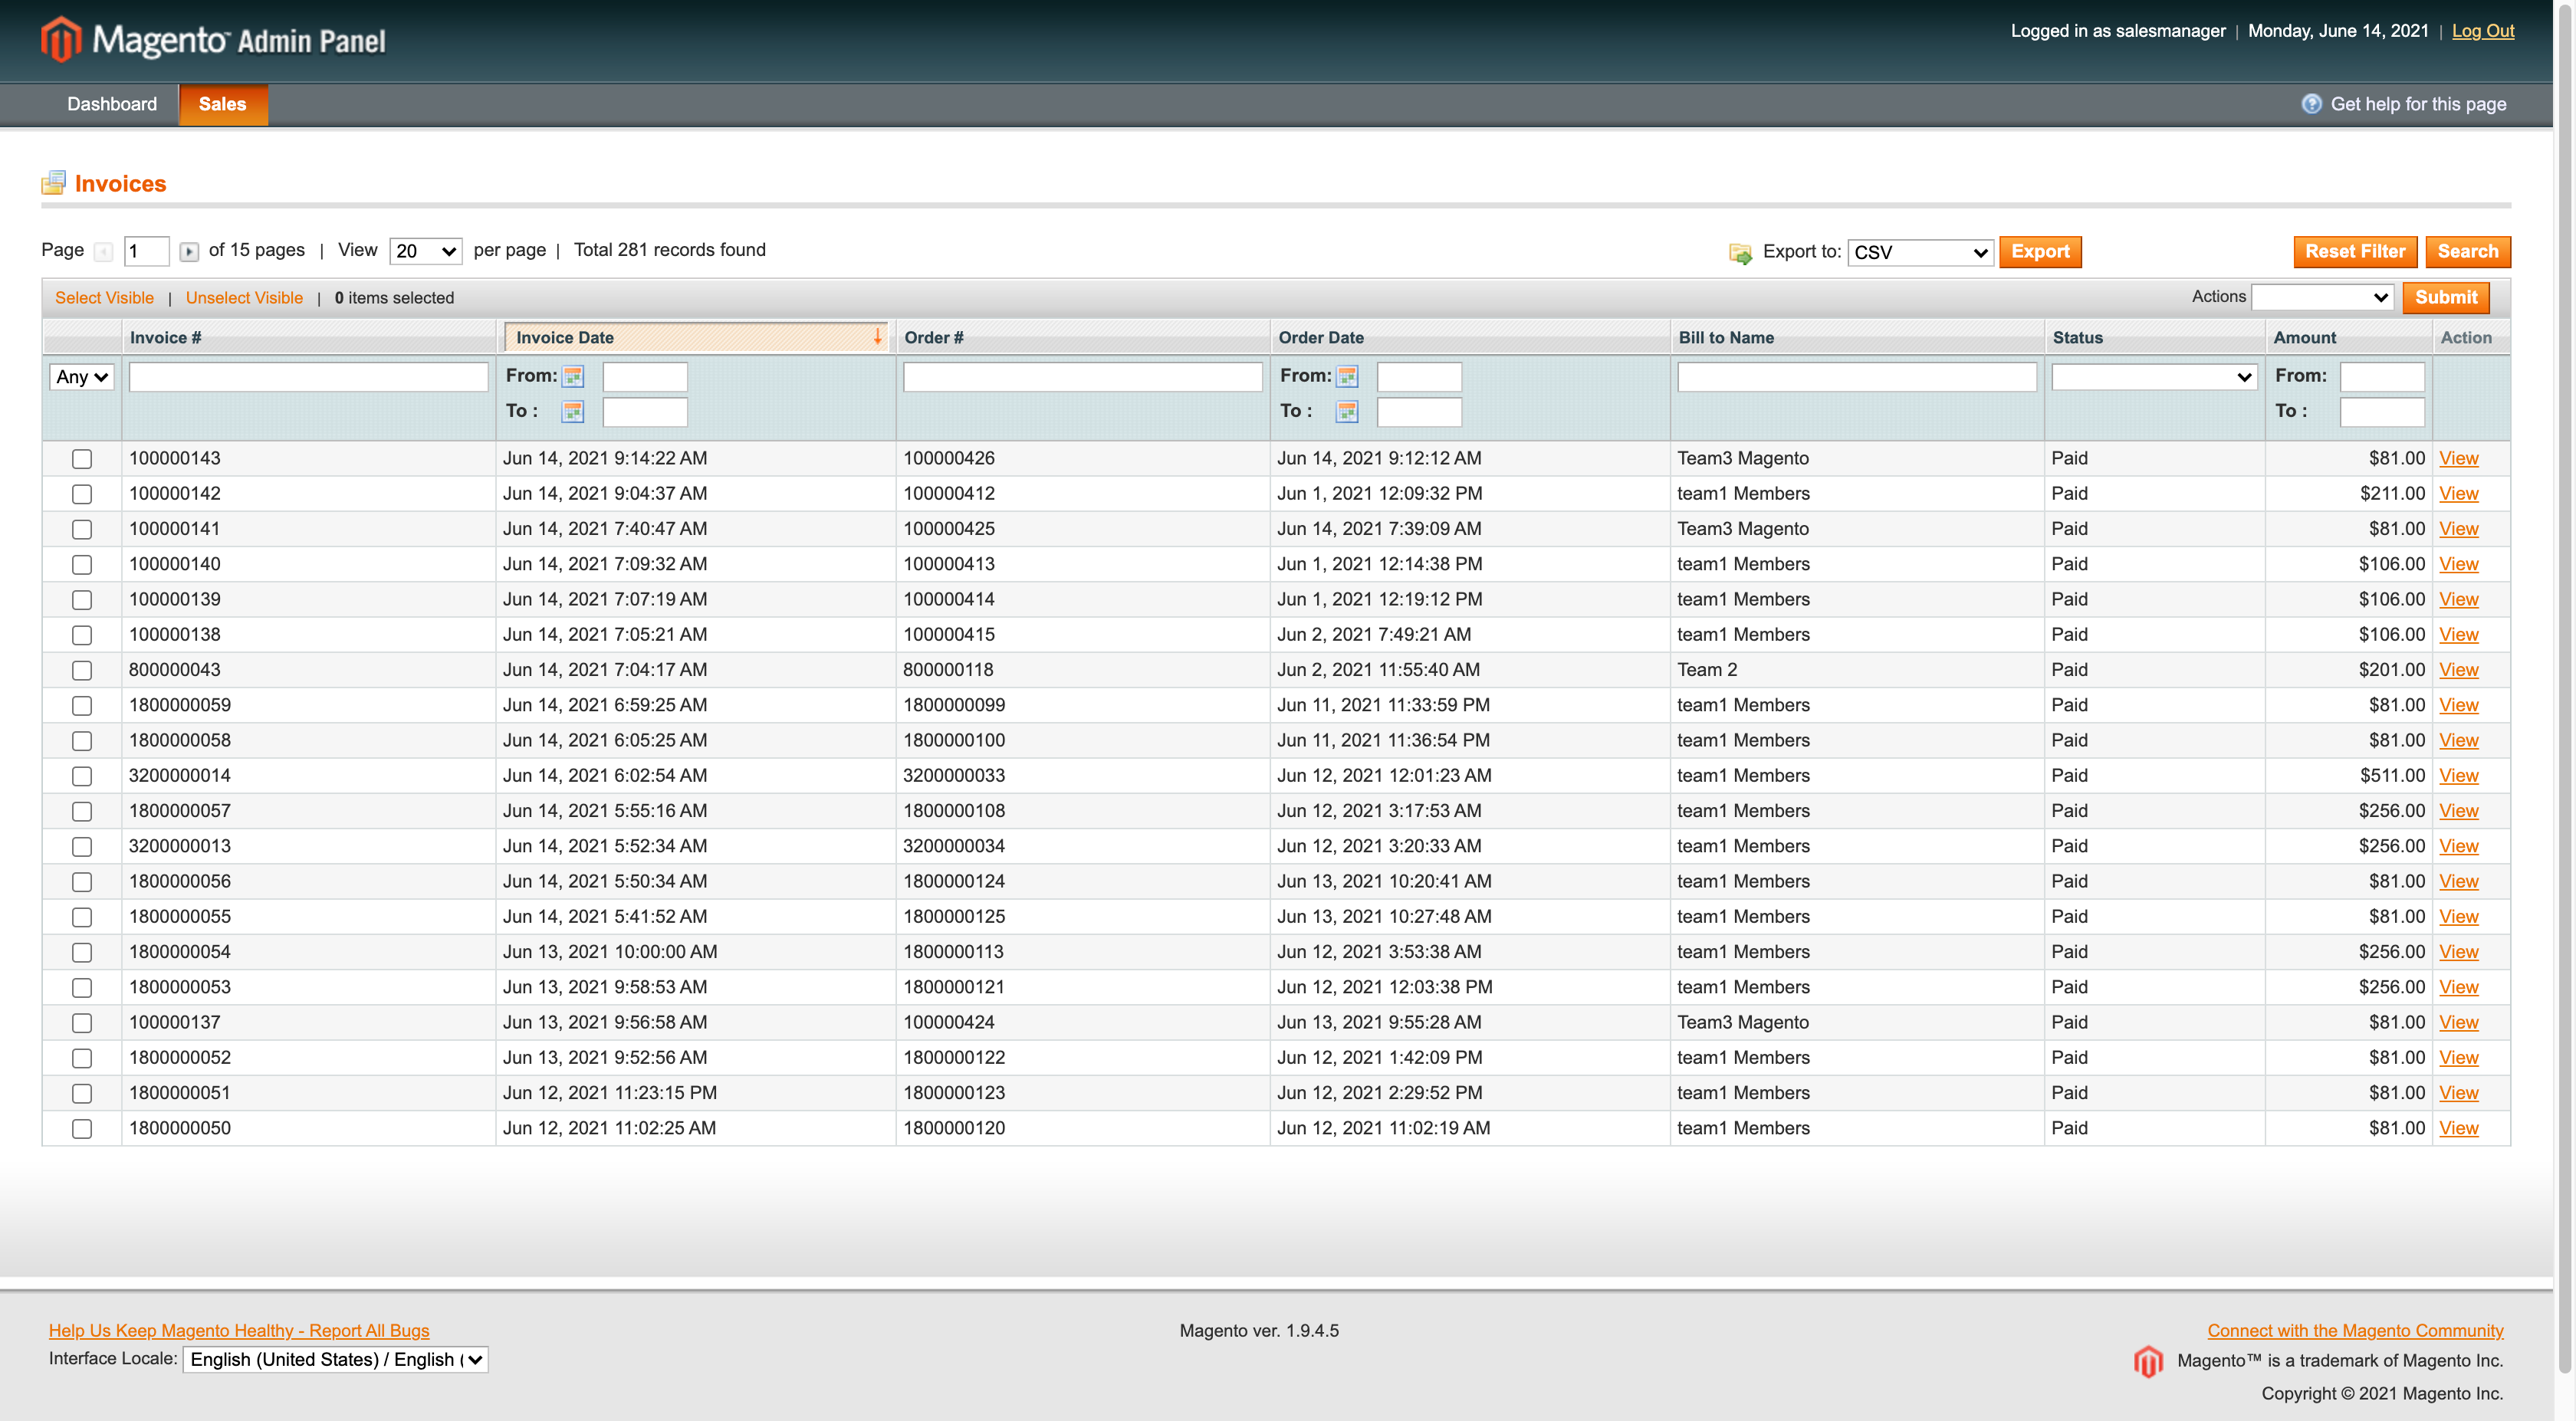 Magento™ Admin Panel
Logged in as salesmanager | Monday, June 14, 2021 | Log Out
Dashboard Sales Get help for this page
Invoices
Page 1 of 15 pages | View 20 per page | Total 281 records found Export to: CSV Export Reset Filter Search
Select Visible | Unselect Visible | 0 items selected Actions Submit
Invoice # Invoice Date Order # Order Date Bill to Name Status Amount Action
Any From: From: From:
To : To : To :
100000143 Jun 14, 2021 9:14:22 AM 100000426 Jun 14, 2021 9:12:12 AM Team3 Magento Paid $81.00 View
100000142 Jun 14, 2021 9:04:37 AM 100000412 Jun 1, 2021 12:09:32 PM team1 Members Paid $211.00 View
100000141 Jun 14, 2021 7:40:47 AM 100000425 Jun 14, 2021 7:39:09 AM Team3 Magento Paid $81.00 View
100000140 Jun 14, 2021 7:09:32 AM 100000413 Jun 1, 2021 12:14:38 PM team1 Members Paid $106.00 View
100000139 Jun 14, 2021 7:07:19 AM 100000414 Jun 1, 2021 12:19:12 PM team1 Members Paid $106.00 View
100000138 Jun 14, 2021 7:05:21 AM 100000415 Jun 2, 2021 7:49:21 AM team1 Members Paid $106.00 View
800000043 Jun 14, 2021 7:04:17 AM 800000118 Jun 2, 2021 11:55:40 AM Team 2 Paid $201.00 View
1800000059 Jun 14, 2021 6:59:25 AM 1800000099 Jun 11, 2021 11:33:59 PM team1 Members Paid $81.00 View
1800000058 Jun 14, 2021 6:05:25 AM 1800000100 Jun 11, 2021 11:36:54 PM team1 Members Paid $81.00 View
3200000014 Jun 14, 2021 6:02:54 AM 3200000033 Jun 12, 2021 12:01:23 AM team1 Members Paid $511.00 View
1800000057 Jun 14, 2021 5:55:16 AM 1800000108 Jun 12, 2021 3:17:53 AM team1 Members Paid $256.00 View
3200000013 Jun 14, 2021 5:52:34 AM 3200000034 Jun 12, 2021 3:20:33 AM team1 Members Paid $256.00 View
1800000056 Jun 14, 2021 5:50:34 AM 1800000124 Jun 13, 2021 10:20:41 AM team1 Members Paid $81.00 View
1800000055 Jun 14, 2021 5:41:52 AM 1800000125 Jun 13, 2021 10:27:48 AM team1 Members Paid $81.00 View
1800000054 Jun 13, 2021 10:00:00 AM 1800000113 Jun 12, 2021 3:53:38 AM team1 Members Paid $256.00 View
1800000053 Jun 13, 2021 9:58:53 AM 1800000121 Jun 12, 2021 12:03:38 PM team1 Members Paid $256.00 View
100000137 Jun 13, 2021 9:56:58 AM 100000424 Jun 13, 2021 9:55:28 AM Team3 Magento Paid $81.00 View
1800000052 Jun 13, 2021 9:52:56 AM 1800000122 Jun 12, 2021 1:42:09 PM team1 Members Paid $81.00 View
1800000051 Jun 12, 2021 11:23:15 PM 1800000123 Jun 12, 2021 2:29:52 PM team1 Members Paid $81.00 View
1800000050 Jun 12, 2021 11:02:25 AM 1800000120 Jun 12, 2021 11:02:19 AM team1 Members Paid $81.00 View
Help Us Keep Magento Healthy - Report All Bugs Magento ver. 1.9.4.5 Connect with the Magento Community
Interface Locale: English (United States) / English ( Magento™ is a trademark of Magento Inc.
Copyright © 2021 Magento Inc.